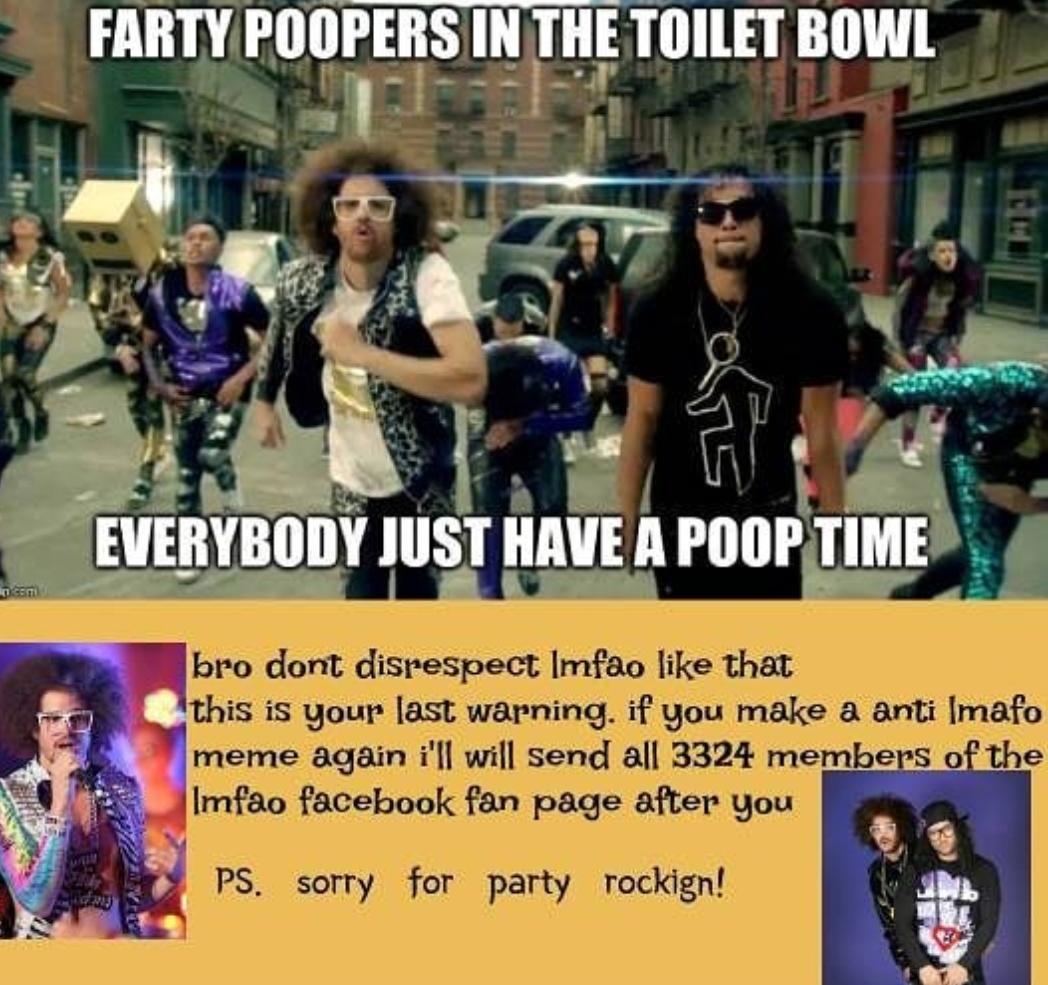 FARTY POOPERS IN THE TOILET BOWL
EVERYBODY JUST HAVE A POOP TIME
bro dont disrespect lmfao like that
this is your last warning. if you make a anti lmafo
meme again i'll will send all 3324 members of the
lmfao facebook fan page after you
PS. sorry for party rockign!